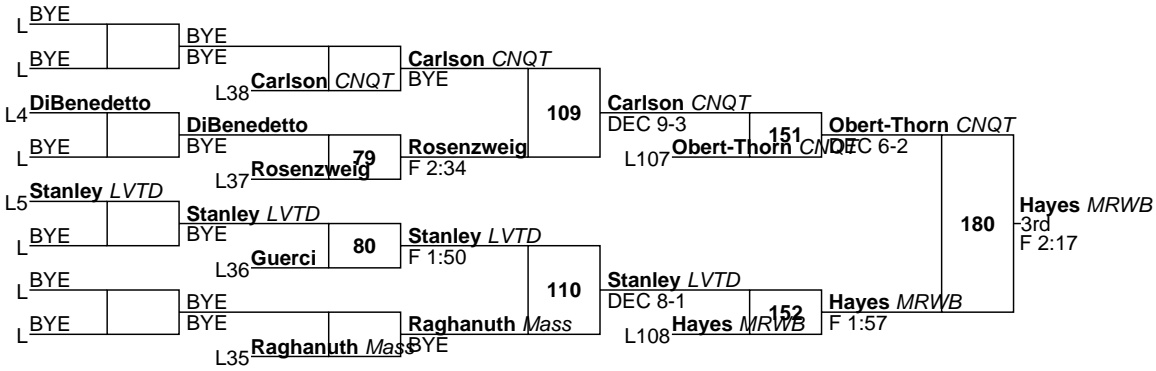 L BYE
BYE
BYE
L BYE
L38 Carlson CNQT
Carlson CNQT
BYE
L4 DiBenedetto
DiBenedetto
BYE
L BYE
L37 Rosenzweig
79
Rosenzweig
F 2:34
109
Carlson CNQT
DEC 9-3
L107 Obert-Thorn CNQT
151
Obert-Thorn CNQT
DEC 6-2
L5 Stanley LVTD
Stanley LVTD
BYE
L BYE
L36 Guerci
80
Stanley LVTD
F 1:50
L BYE
BYE
BYE
L BYE
L35 Raghanuth Mass
Raghanuth Mass
BYE
110
Stanley LVTD
DEC 8-1
L108 Hayes MRWB
152
Hayes MRWB
F 1:57
180
Hayes MRWB
3rd
F 2:17